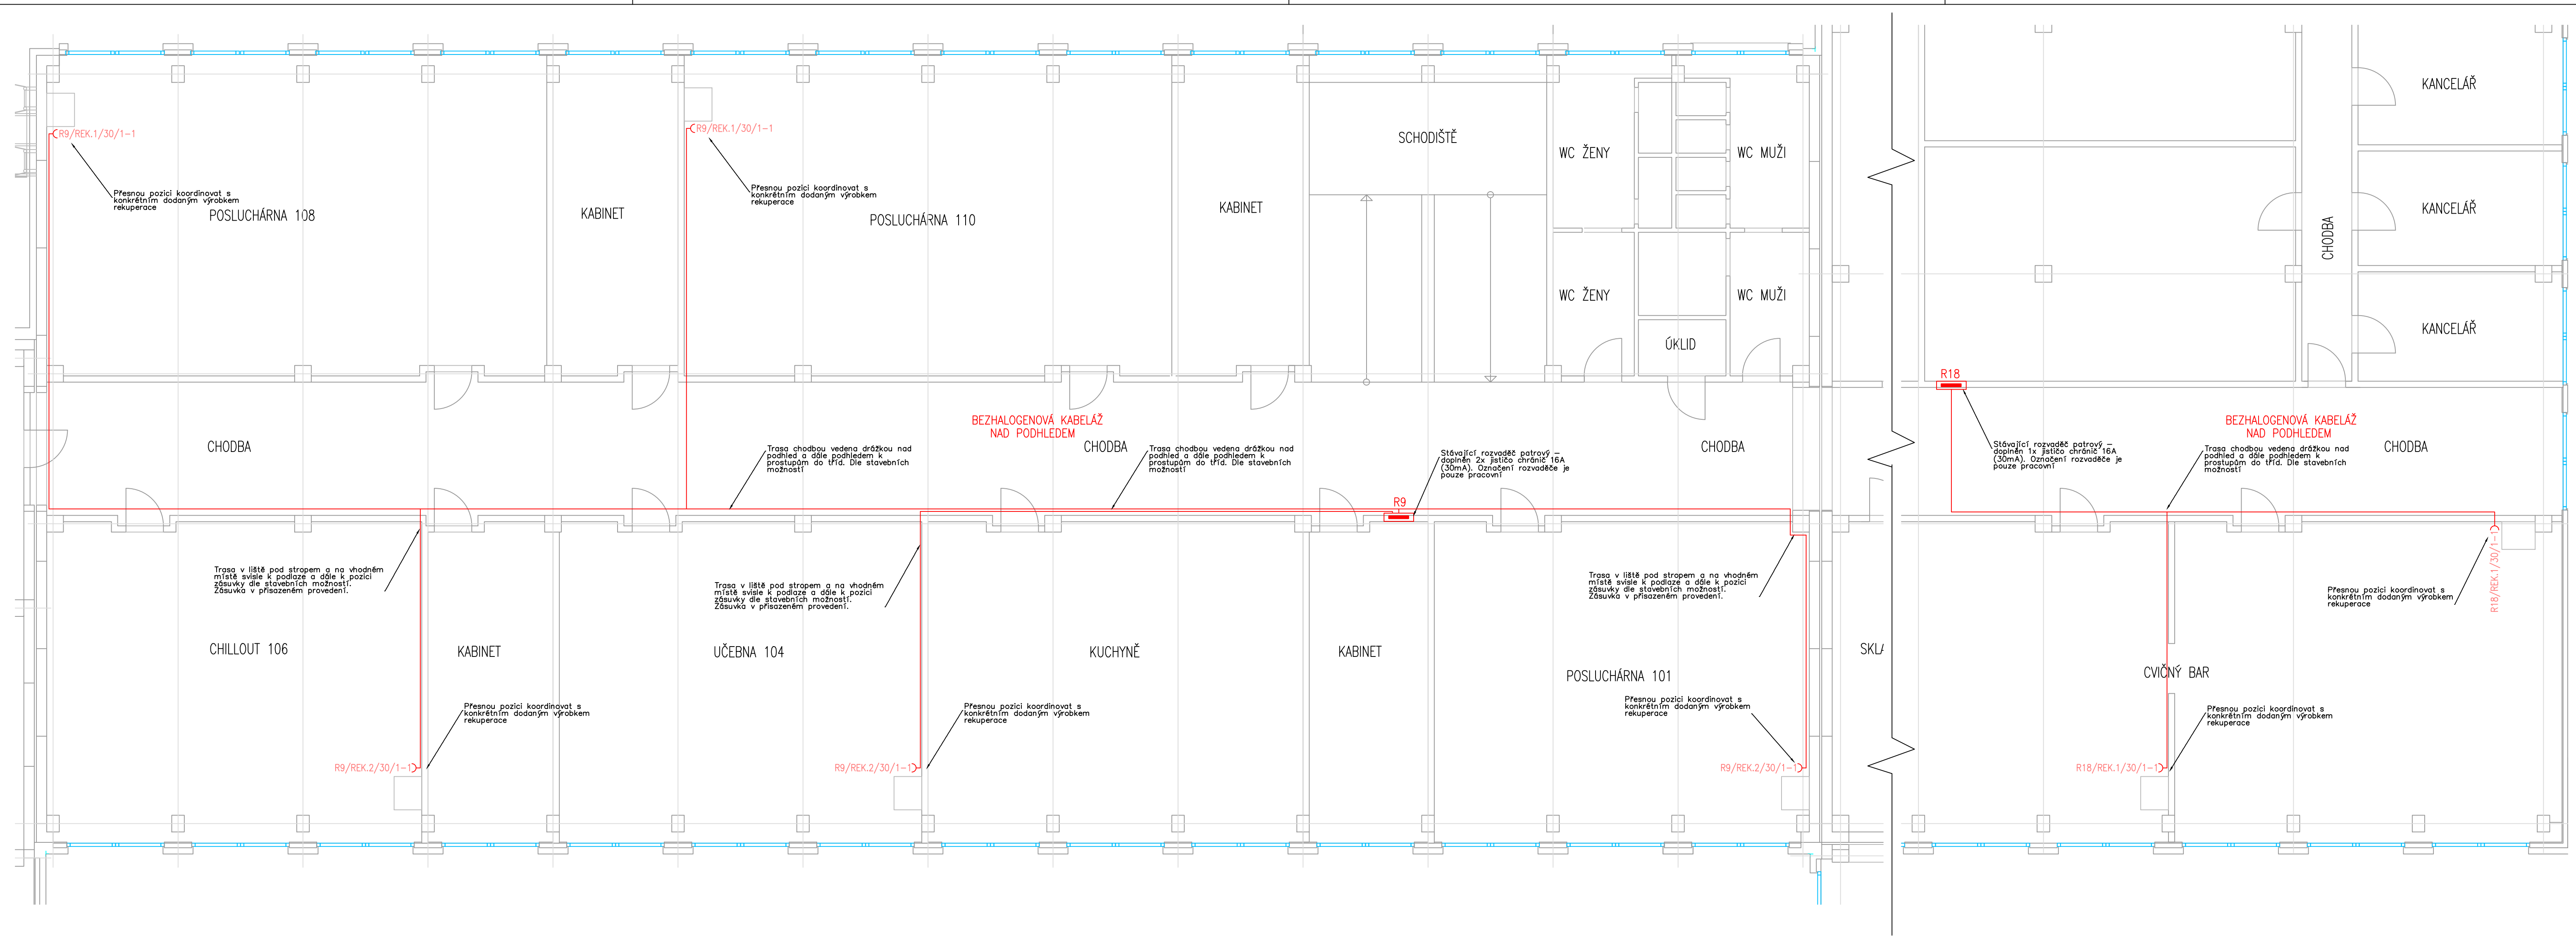 R9/REK.1/30/1-1
Přesnou pozici koordinovat s
konkrétním dodaným výrobkem
rekuperace
POSLUCHÁRNA 108
KABINET
R9/REK.1/30/1-1
Přesnou pozici koordinovat s
konkrétním dodaným výrobkem
rekuperace
POSLUCHÁRNA 110
KABINET
SCHODIŠTĚ
WC ŽENY
WC MUŽI
WC ŽENY
WC MUŽI
ÚKLID
KANCELÁŘ
KANCELÁŘ
KANCELÁŘ
CHODBA
CHODBA
Trasa chodbou vedena drážkou nad
podhled a dále podhledem k
prostupům do tříd. Dle stavebních
možností
BEZHALOGENOVÁ KABELÁŽ
NAD PODHLEDEM
CHODBA
Trasa chodbou vedena drážkou nad
podhled a dále podhledem k
prostupům do tříd. Dle stavebních
možností
Stávající rozvaděč patrový –
doplněn 2x jističo chránič 16A
(30mA). Označení rozvaděče je
pouze pracovní
R9
CHODBA
R18
Stávající rozvaděč patrový –
doplněn 1x jističo chránič 16A
(30mA). Označení rozvaděče je
pouze pracovní
BEZHALOGENOVÁ KABELÁŽ
NAD PODHLEDEM
Trasa chodbou vedena drážkou nad
podhled a dále podhledem k
prostupům do tříd. Dle stavebních
možností
CHODBA
Trasa v liště pod stropem a na vhodném
místě svisle k podlaze a dále k pozici
zásuvky dle stavebních možností.
Zásuvka v přisazeném provedení.
CHILLOUT 106
R9/REK.2/30/1-1
KABINET
Přesnou pozici koordinovat s
konkrétním dodaným výrobkem
rekuperace
Trasa v liště pod stropem a na vhodném
místě svisle k podlaze a dále k pozici
zásuvky dle stavebních možností.
Zásuvka v přisazeném provedení.
UČEBNA 104
R9/REK.2/30/1-1
KUCHYNĚ
Přesnou pozici koordinovat s
konkrétním dodaným výrobkem
rekuperace
KABINET
Trasa v liště pod stropem a na vhodném
místě svisle k podlaze a dále k pozici
zásuvky dle stavebních možností.
Zásuvka v přisazeném provedení.
POSLUCHÁRNA 101
Přesnou pozici koordinovat s
konkrétním dodaným výrobkem
rekuperace
R9/REK.2/30/1-1
SKLA
CVIČNÝ BAR
R18/REK.1/30/1-1
Přesnou pozici koordinovat s
konkrétním dodaným výrobkem
rekuperace
Přesnou pozici koordinovat s
konkrétním dodaným výrobkem
rekuperace
R18/REK.1/30/1-1